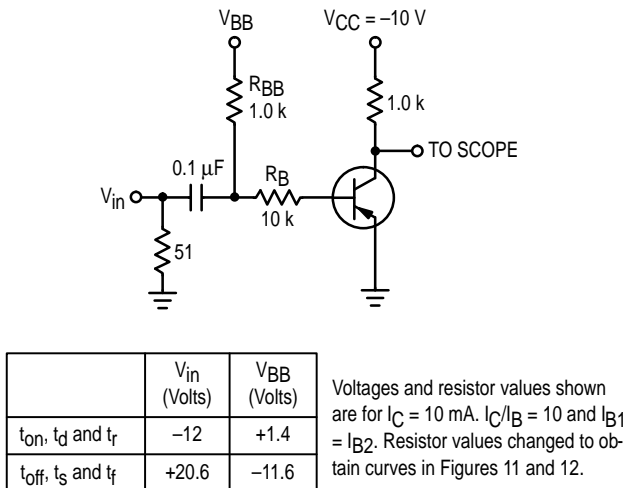 VBB
VCC = –10 V
RBB
1.0 k
1.0 k
TO SCOPE
0.1 μF
RB
Vin
10 k
51
Vin
(Volts)
VBB
(Volts)
ton, td and tr
–12
+1.4
toff, ts and tf
+20.6
–11.6
Voltages and resistor values shown
are for IC = 10 mA. IC/IB = 10 and IB1
= IB2. Resistor values changed to ob-
tain curves in Figures 11 and 12.